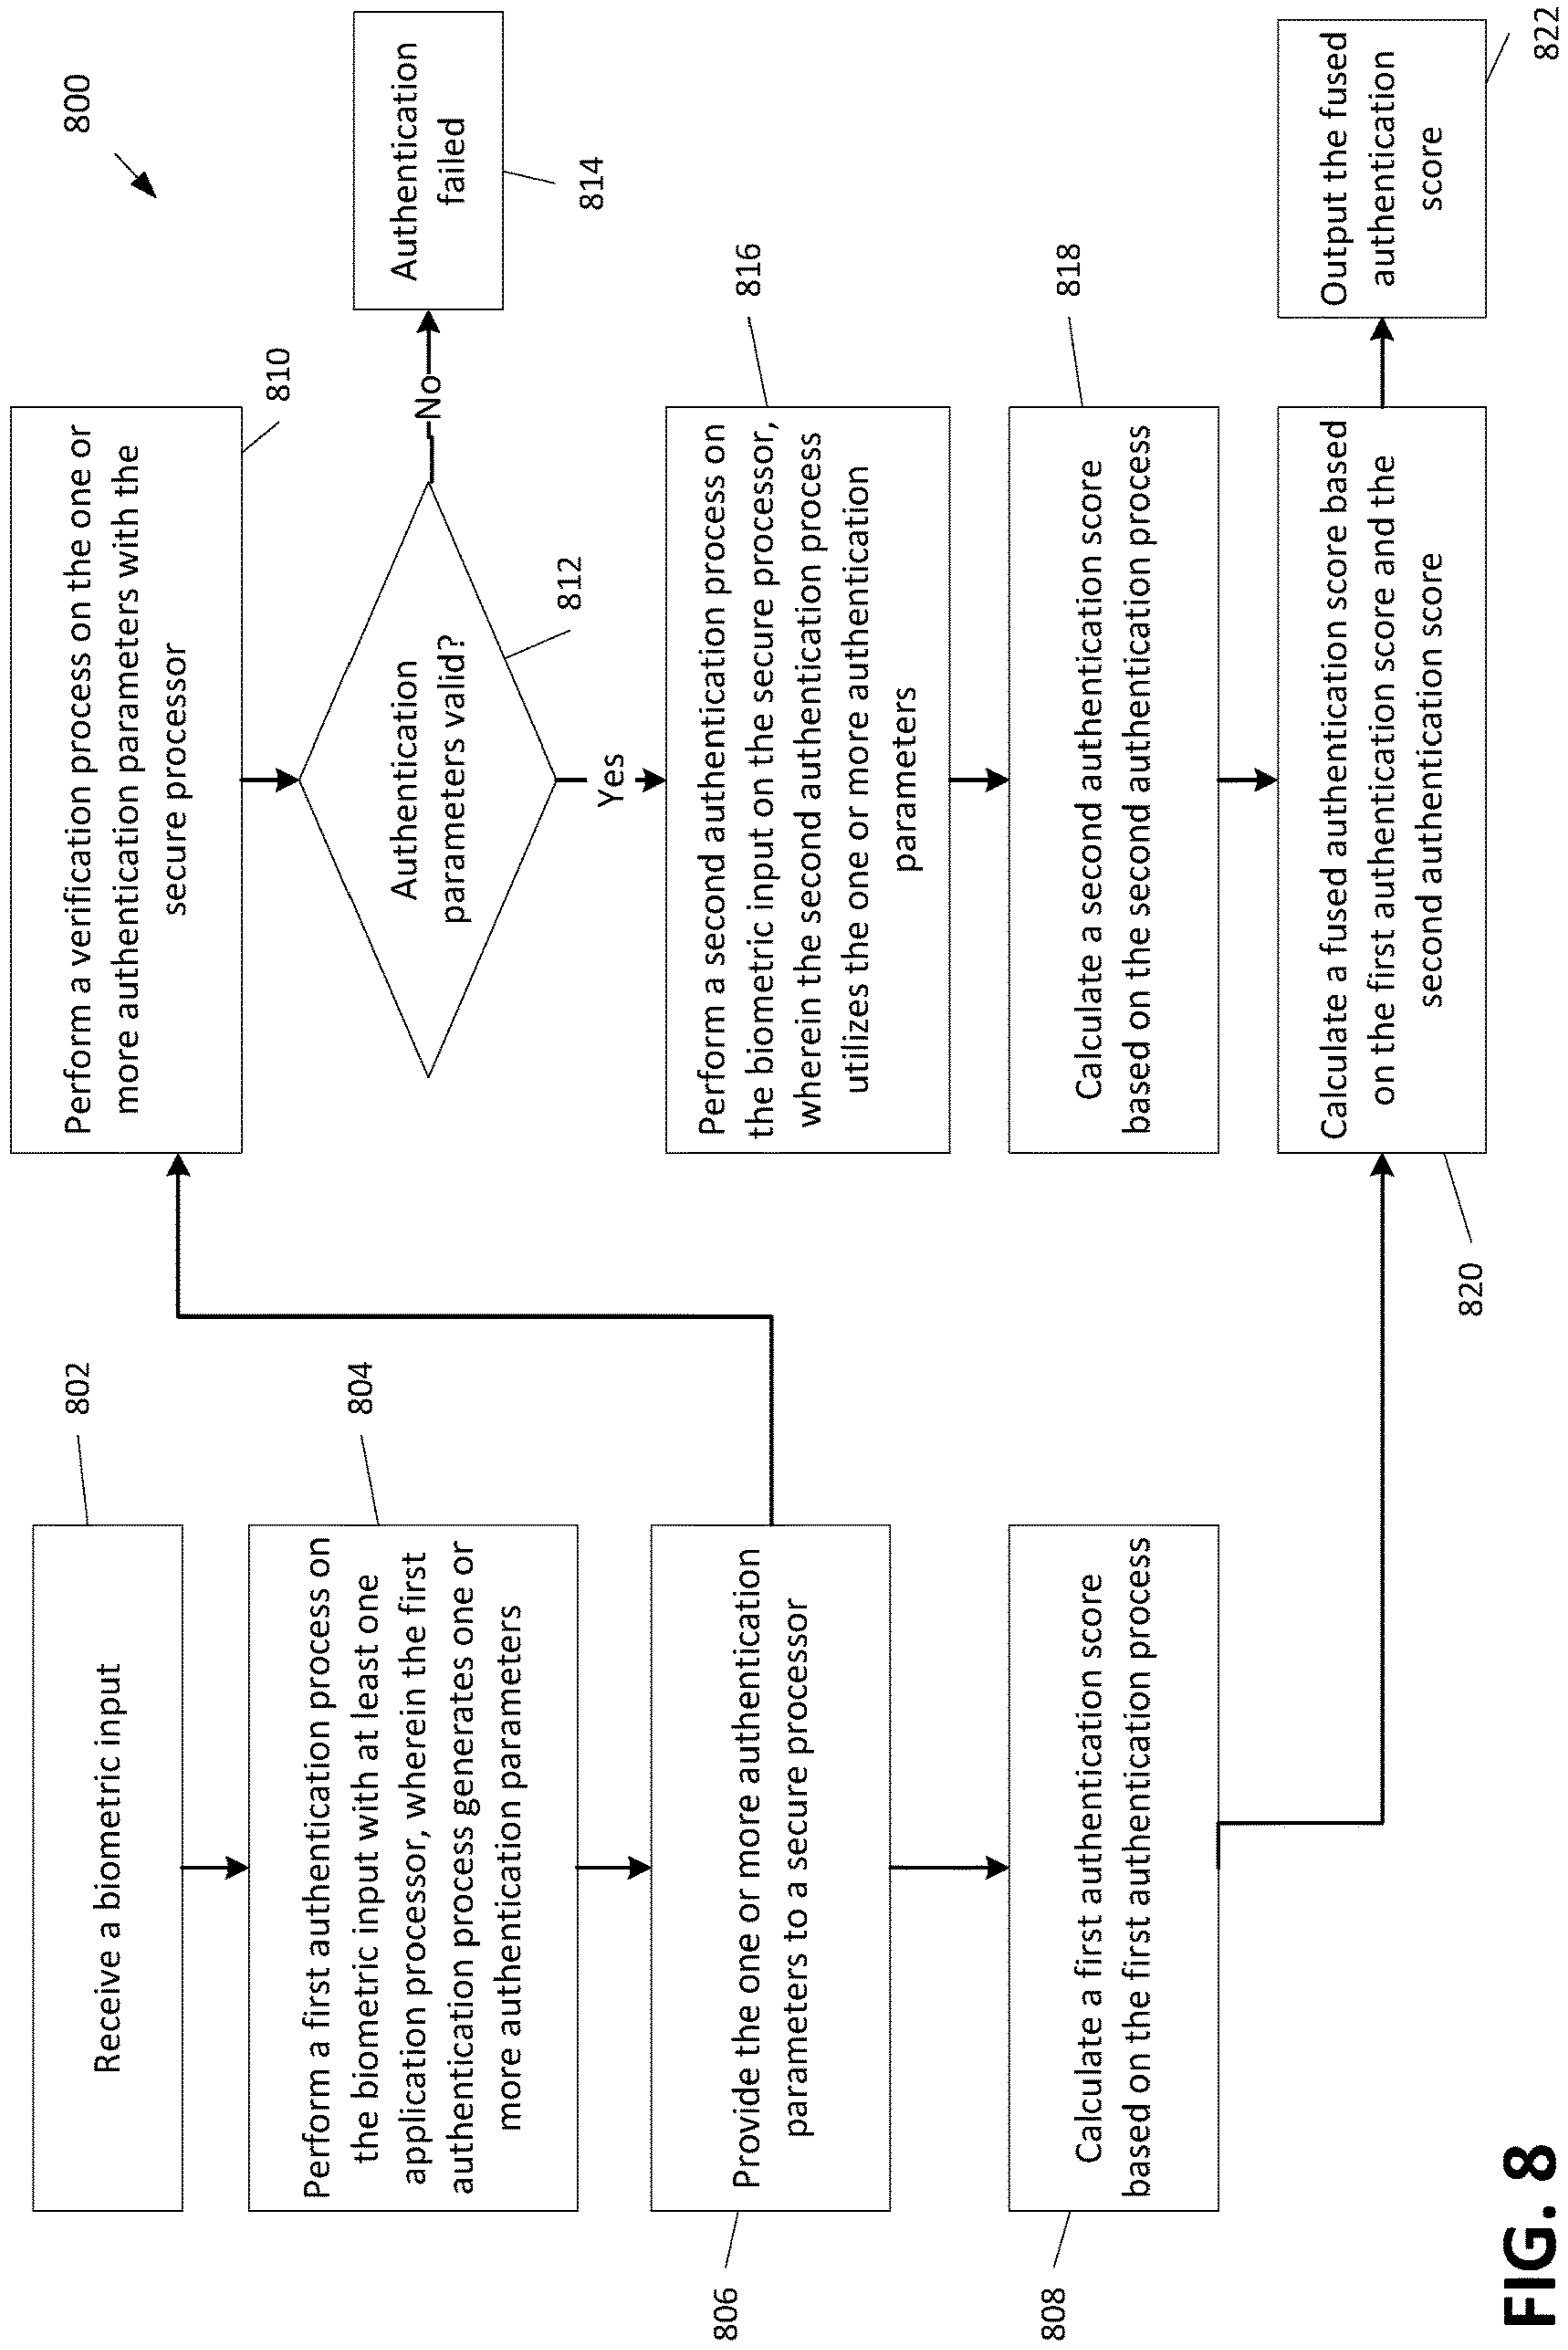 800
802
Receive a biometric input
804
Perform a first authentication process on
the biometric input with at least one
application processor, wherein the first
authentication process generates one or
more authentication parameters
806
Provide the one or more authentication
parameters to a secure processor
808
Calculate a first authentication score
based on the first authentication process
810
Perform a verification process on the one or
more authentication parameters with the
secure processor
812
Authentication
parameters valid?
No
Authentication
failed
814
Yes
816
Perform a second authentication process on
the biometric input on the secure processor,
wherein the second authentication process
utilizes the one or more authentication
parameters
818
Calculate a second authentication score
based on the second authentication process
820
Calculate a fused authentication score based
on the first authentication score and the
second authentication score
Output the fused
authentication
score
822
FIG. 8